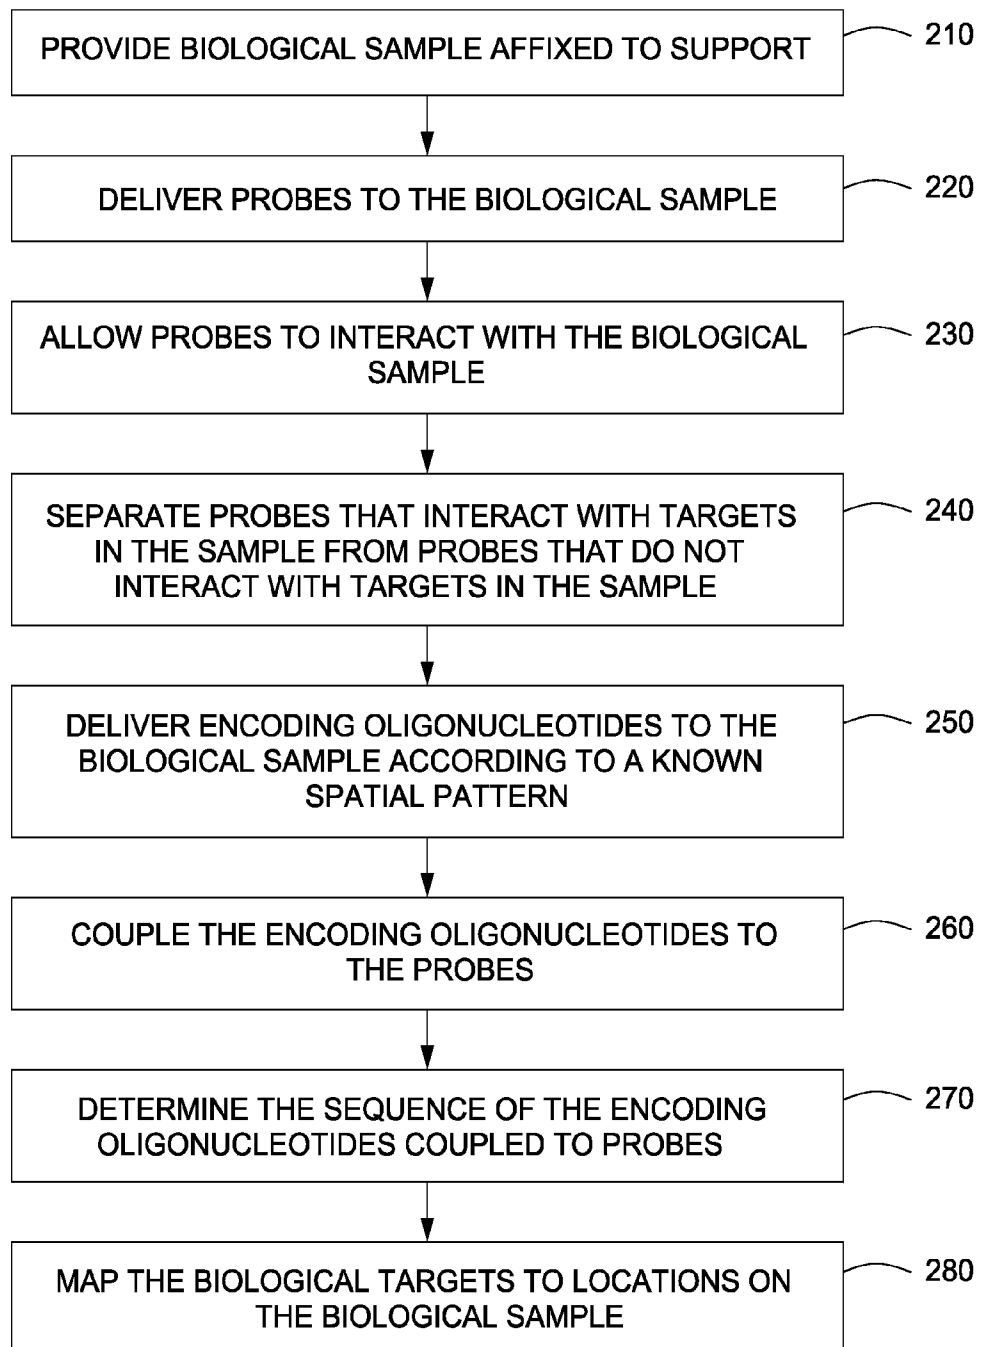 PROVIDE BIOLOGICAL SAMPLE AFFIXED TO SUPPORT
210
DELIVER PROBES TO THE BIOLOGICAL SAMPLE
220
ALLOW PROBES TO INTERACT WITH THE BIOLOGICAL
SAMPLE
230
SEPARATE PROBES THAT INTERACT WITH TARGETS
IN THE SAMPLE FROM PROBES THAT DO NOT
INTERACT WITH TARGETS IN THE SAMPLE
240
DELIVER ENCODING OLIGONUCLEOTIDES TO THE
BIOLOGICAL SAMPLE ACCORDING TO A KNOWN
SPATIAL PATTERN
250
COUPLE THE ENCODING OLIGONUCLEOTIDES TO
THE PROBES
260
DETERMINE THE SEQUENCE OF THE ENCODING
OLIGONUCLEOTIDES COUPLED TO PROBES
270
MAP THE BIOLOGICAL TARGETS TO LOCATIONS ON
THE BIOLOGICAL SAMPLE
280